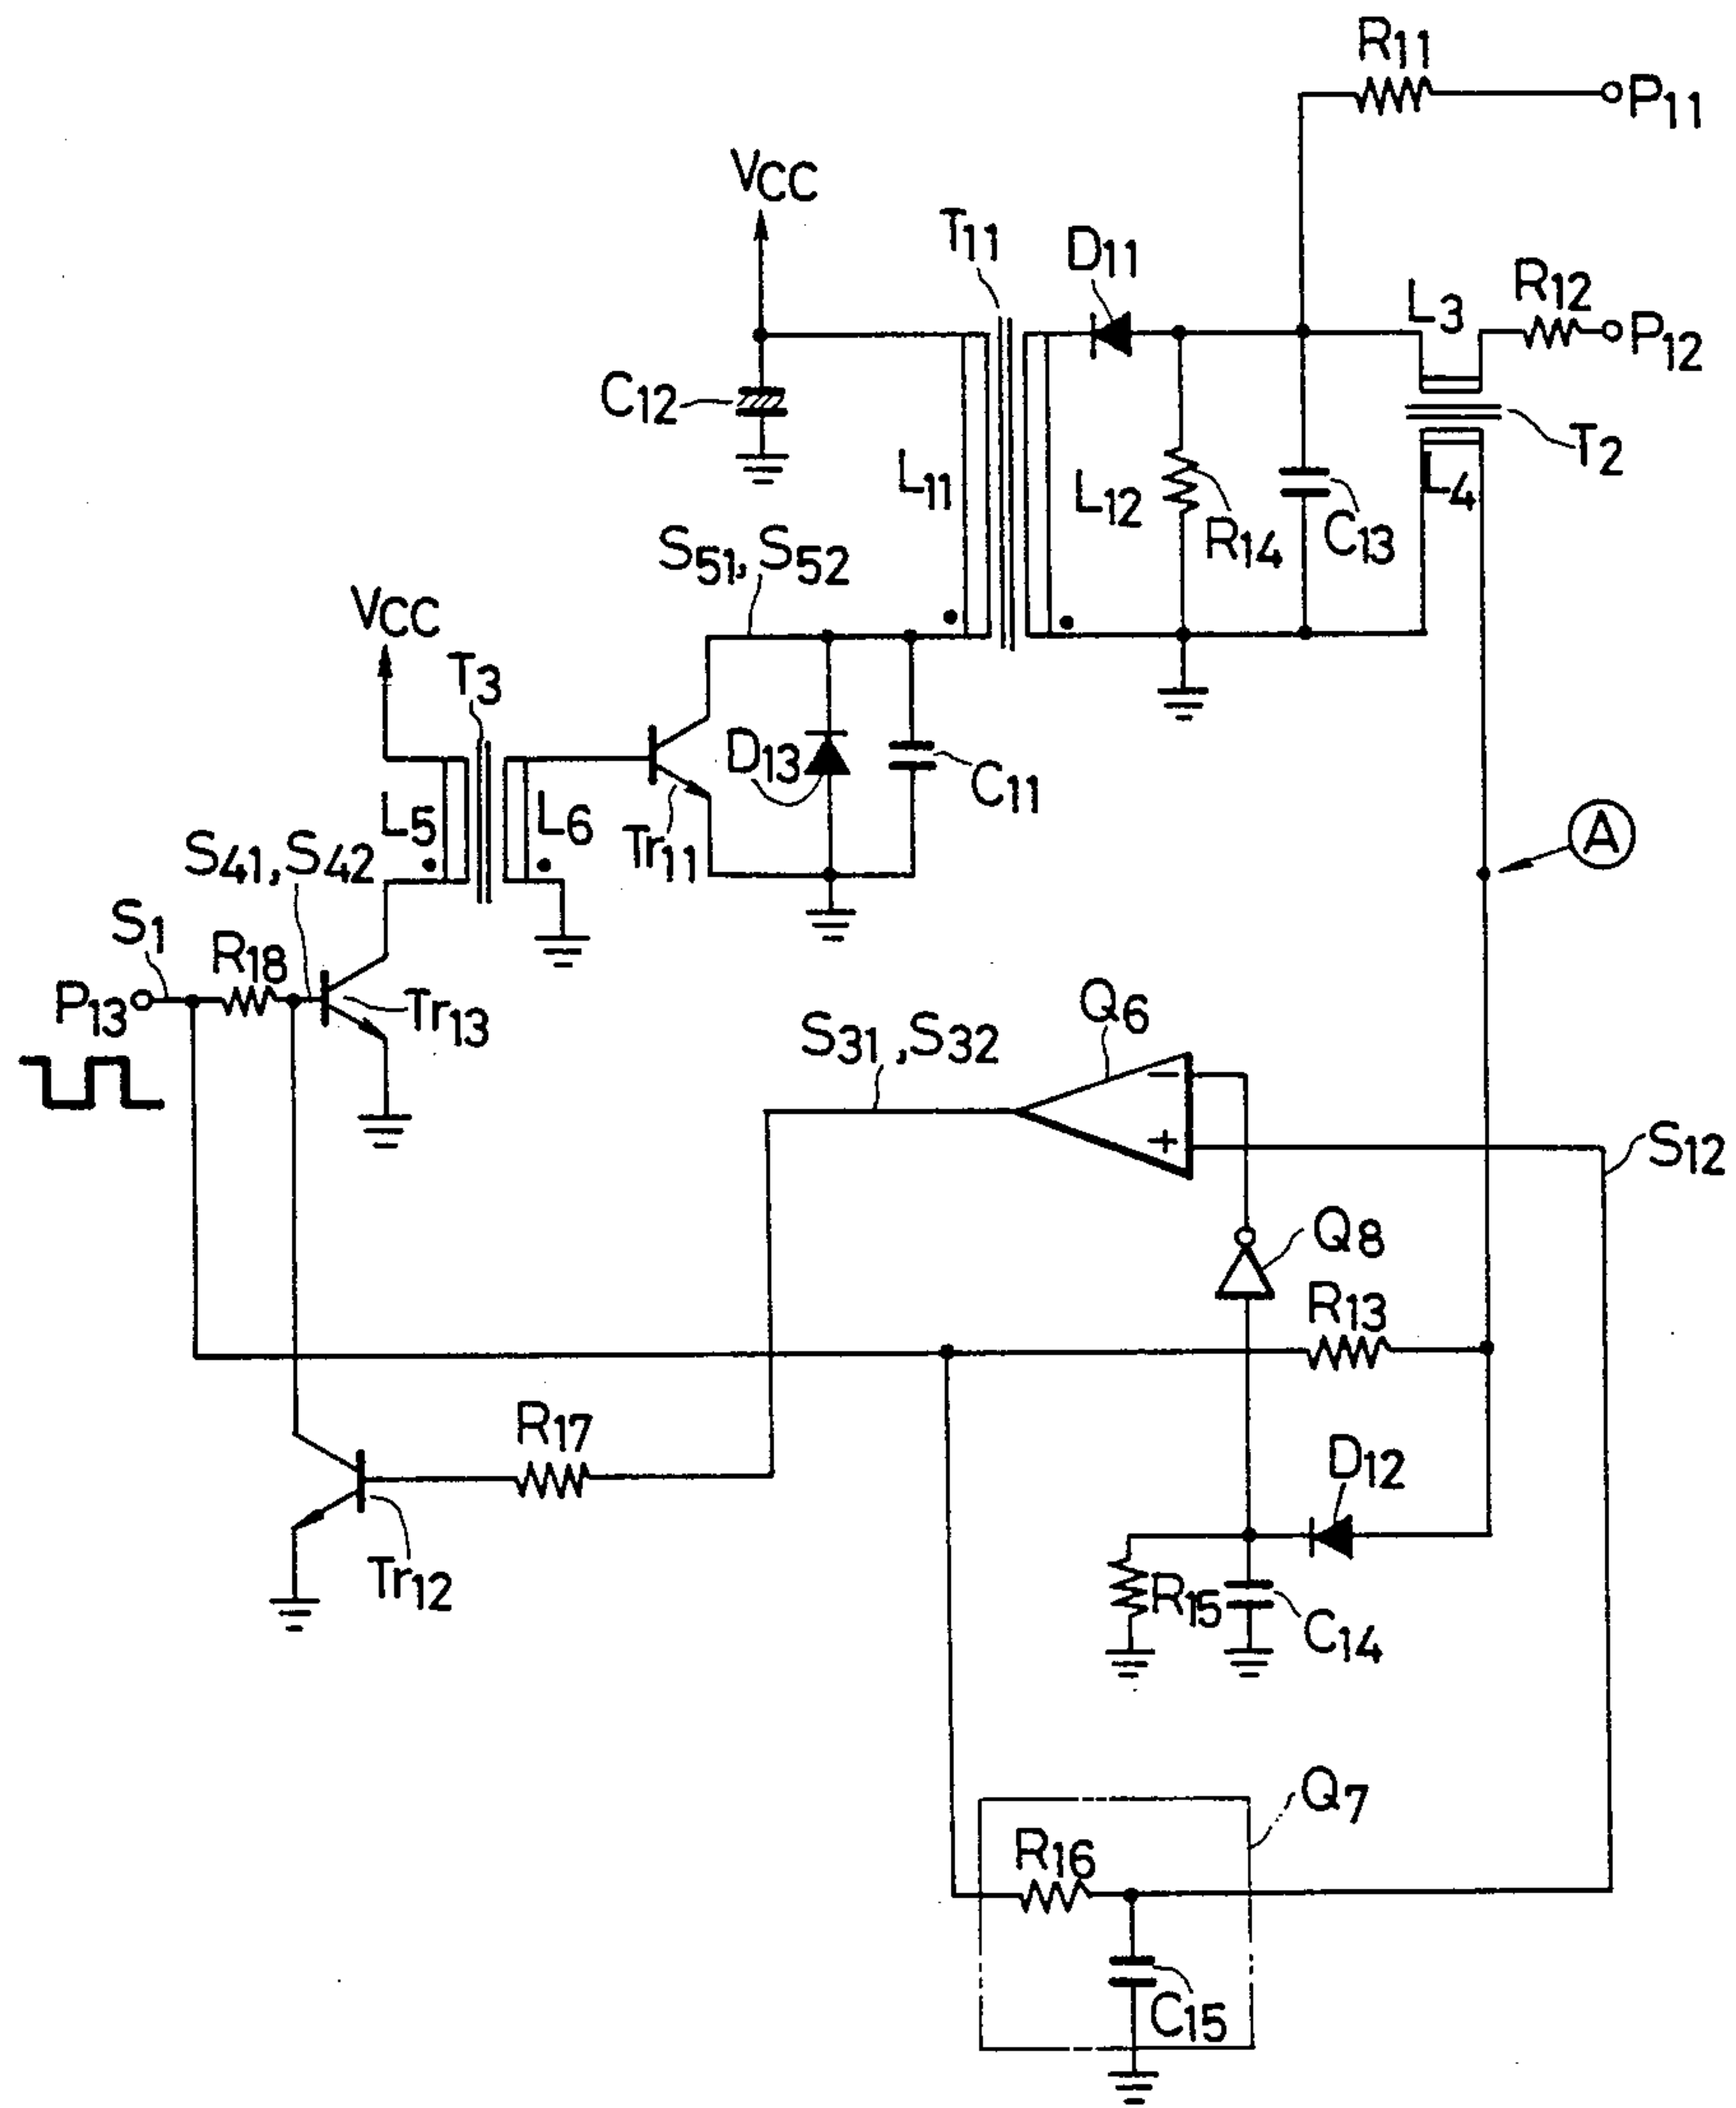 R11
P11
VCC
T11
D11
L3
R12
P12
C12
T2
L11
L12
L4
R14
C13
S51, S52
VCC
T3
D13
C11
L5
L6
Tr11
A
S41, S42
S1
R18
P13
Tr13
Q6
S31, S32
−
+
S12
Q8
R13
R17
D12
Tr12
R15
C14
Q7
R16
C15